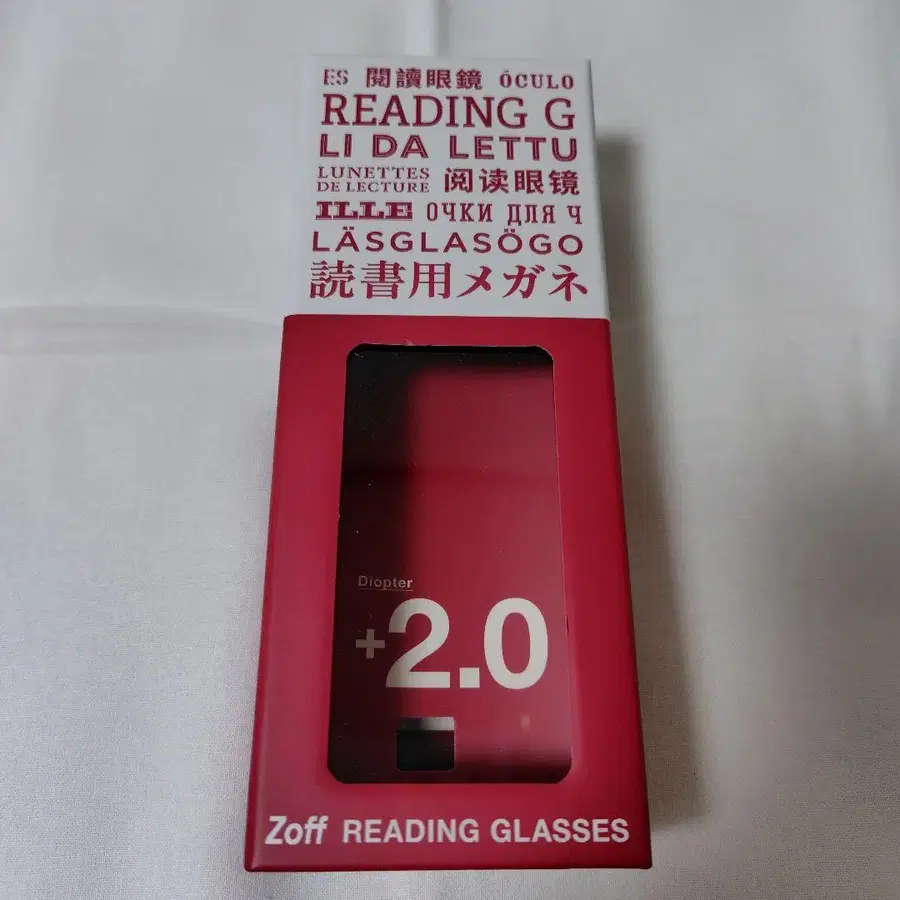 ES 閱讀眼鏡 ÓCULO
READING G
LI DA LETTU
LUNETTES
DE LECTURE 阅读眼镜
ILLE ОЧКИ ДЛЯ Ч
LÄSGLASÖGO
読書用メガネ
Diopter
+2.0
Zoff READING GLASSES